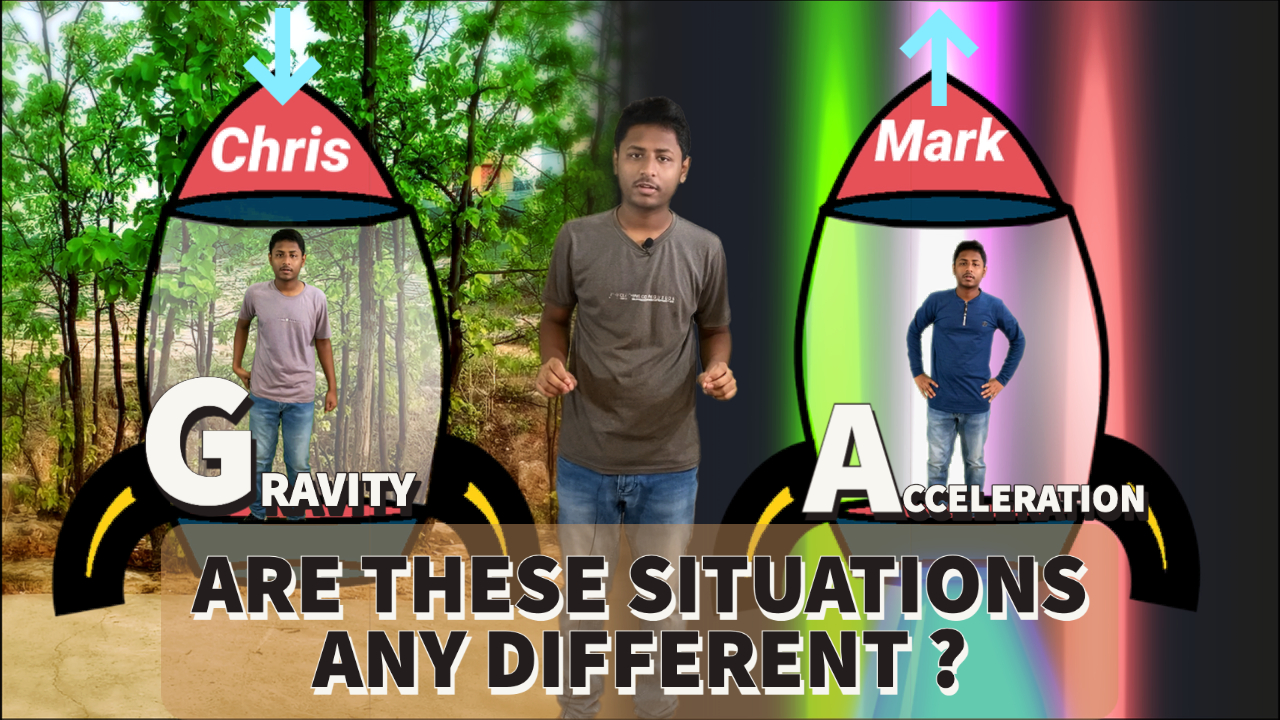 Chris
Mark
GRAVITY
ACCELERATION
ARE THESE SITUATIONS
ANY DIFFERENT ?